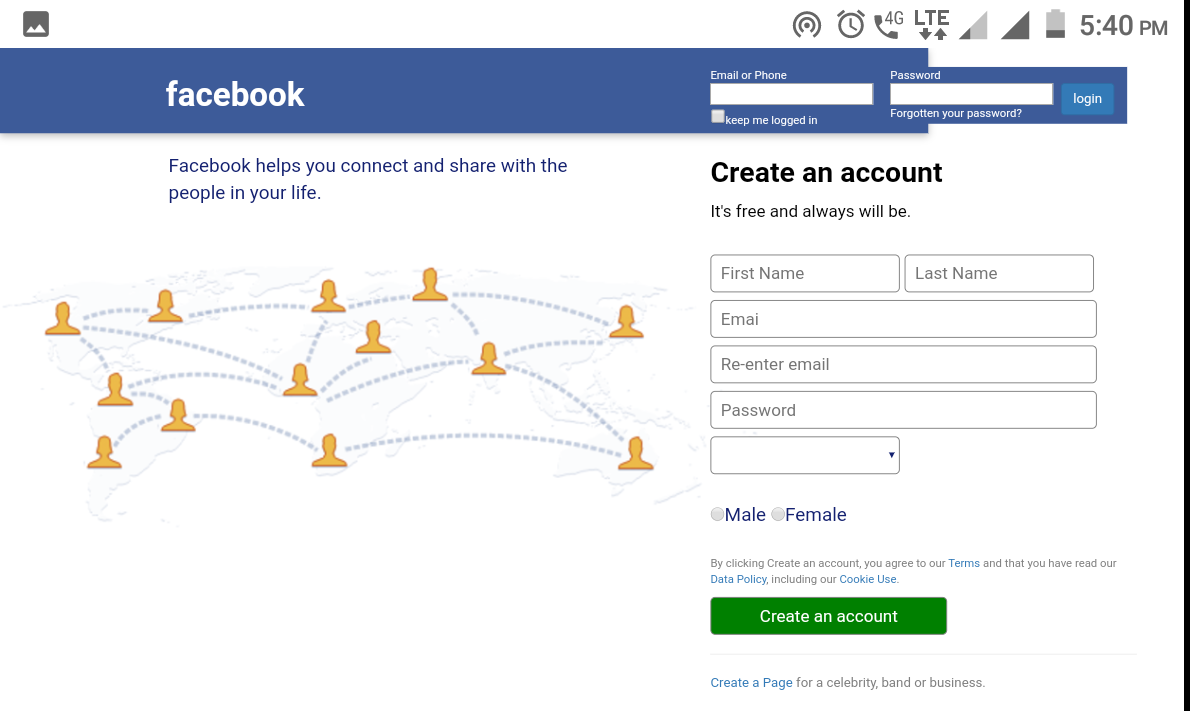 4G LTE 5:40 PM
facebook
Email or Phone
Password
login
keep me logged in
Forgotten your password?
Facebook helps you connect and share with the
people in your life.
Create an account
It's free and always will be.
First Name
Last Name
Emai
Re-enter email
Password
Male Female
By clicking Create an account, you agree to our Terms and that you have read our
Data Policy, including our Cookie Use.
Create an account
Create a Page for a celebrity, band or business.